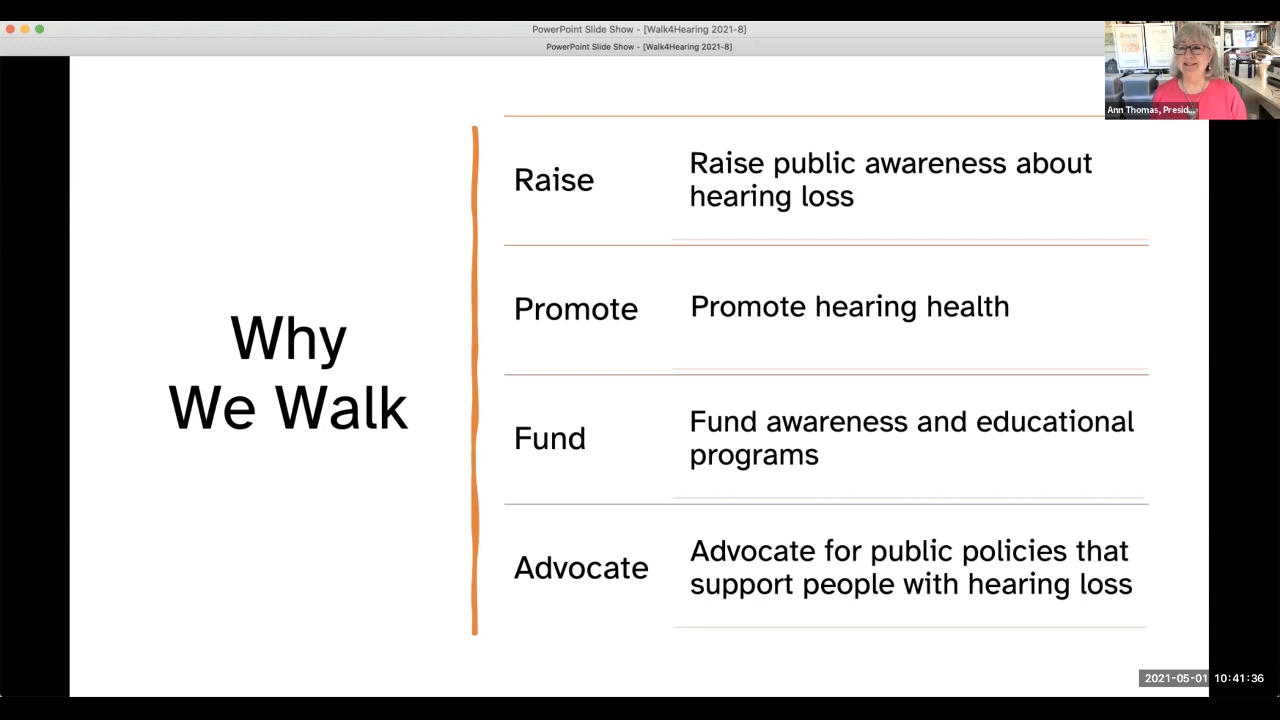 PowerPoint Slide Show - [Walk4Hearing 2021-8]
PowerPoint Slide Show - [Walk4Hearing 2021-8]
Ann Thomas, Presid...
Why
We Walk
Raise
Raise public awareness about
hearing loss
Promote
Promote hearing health
Fund
Fund awareness and educational
programs
Advocate
Advocate for public policies that
support people with hearing loss
2021-05-01 10:41:36